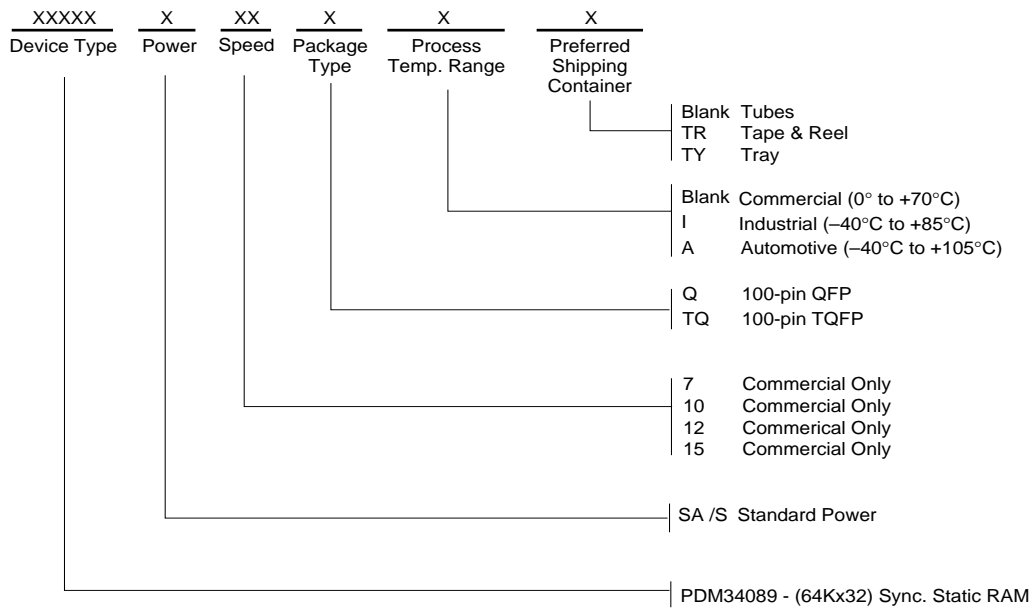 XXXXX X XX X X X
Device Type Power Speed Package Type Process Temp. Range Preferred Shipping Container
Blank Tubes
TR Tape & Reel
TY Tray
Blank Commercial (0° to +70°C)
I Industrial (–40°C to +85°C)
A Automotive (–40°C to +105°C)
Q 100-pin QFP
TQ 100-pin TQFP
7 Commercial Only
10 Commercial Only
12 Commerical Only
15 Commercial Only
SA /S Standard Power
PDM34089 - (64Kx32) Sync. Static RAM